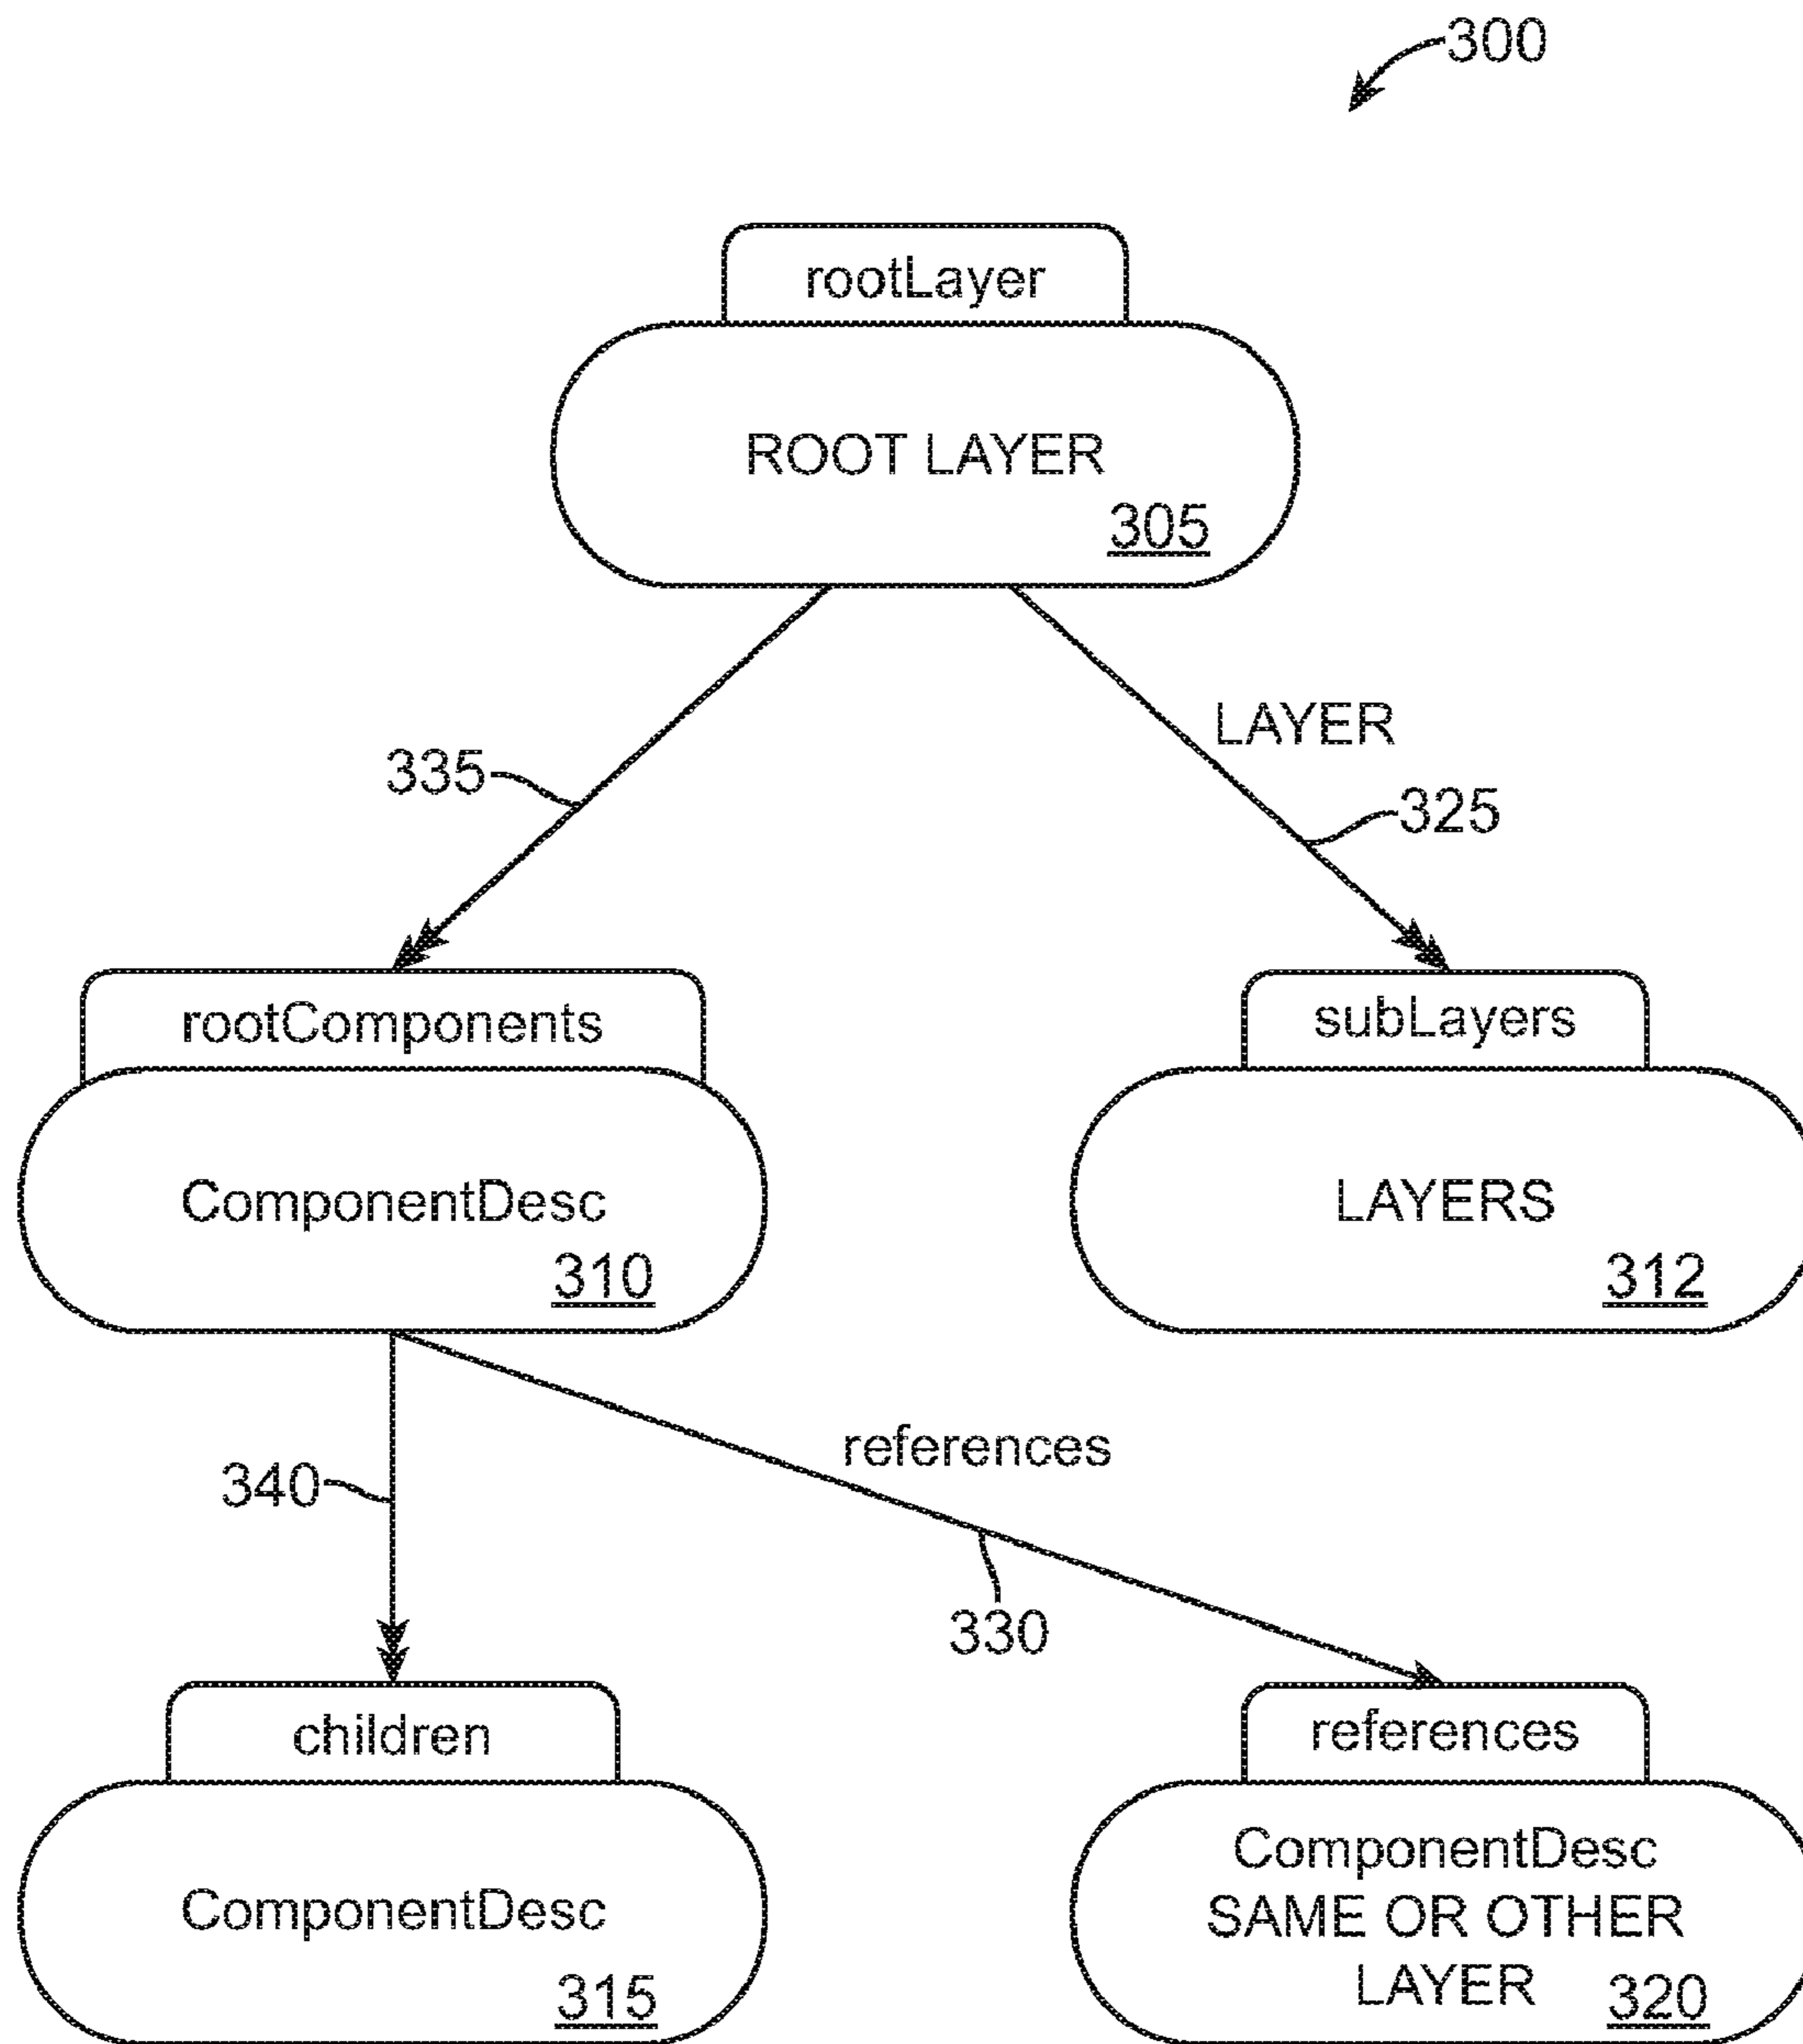 300
rootLayer
ROOT LAYER
305
LAYER
335
325
rootComponents
subLayers
ComponentDesc
LAYERS
310
312
references
340
330
children
references
ComponentDesc
ComponentDesc
SAME OR OTHER
LAYER
315
320